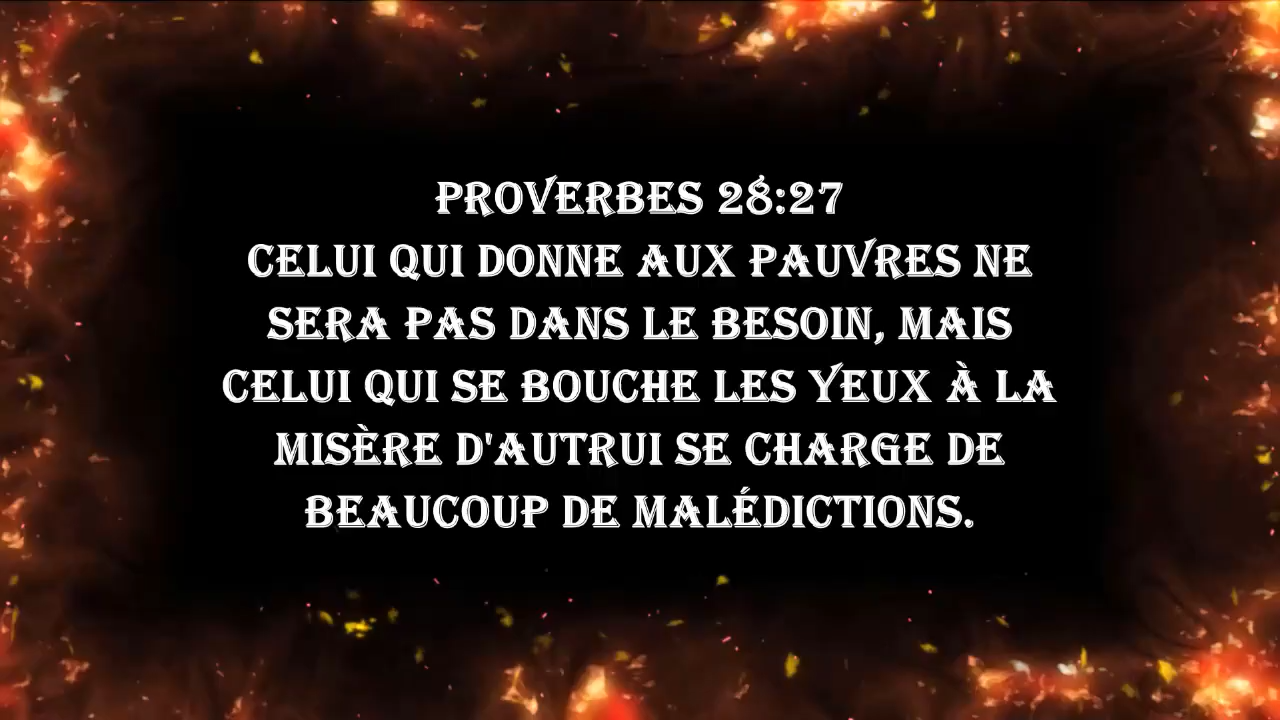 PROVERBES 28:27
CELUI QUI DONNE AUX PAUVRES NE
SERA PAS DANS LE BESOIN, MAIS
CELUI QUI SE BOUCHE LES YEUX À LA
MISÈRE D'AUTRUI SE CHARGE DE
BEAUCOUP DE MALÉDICTIONS.